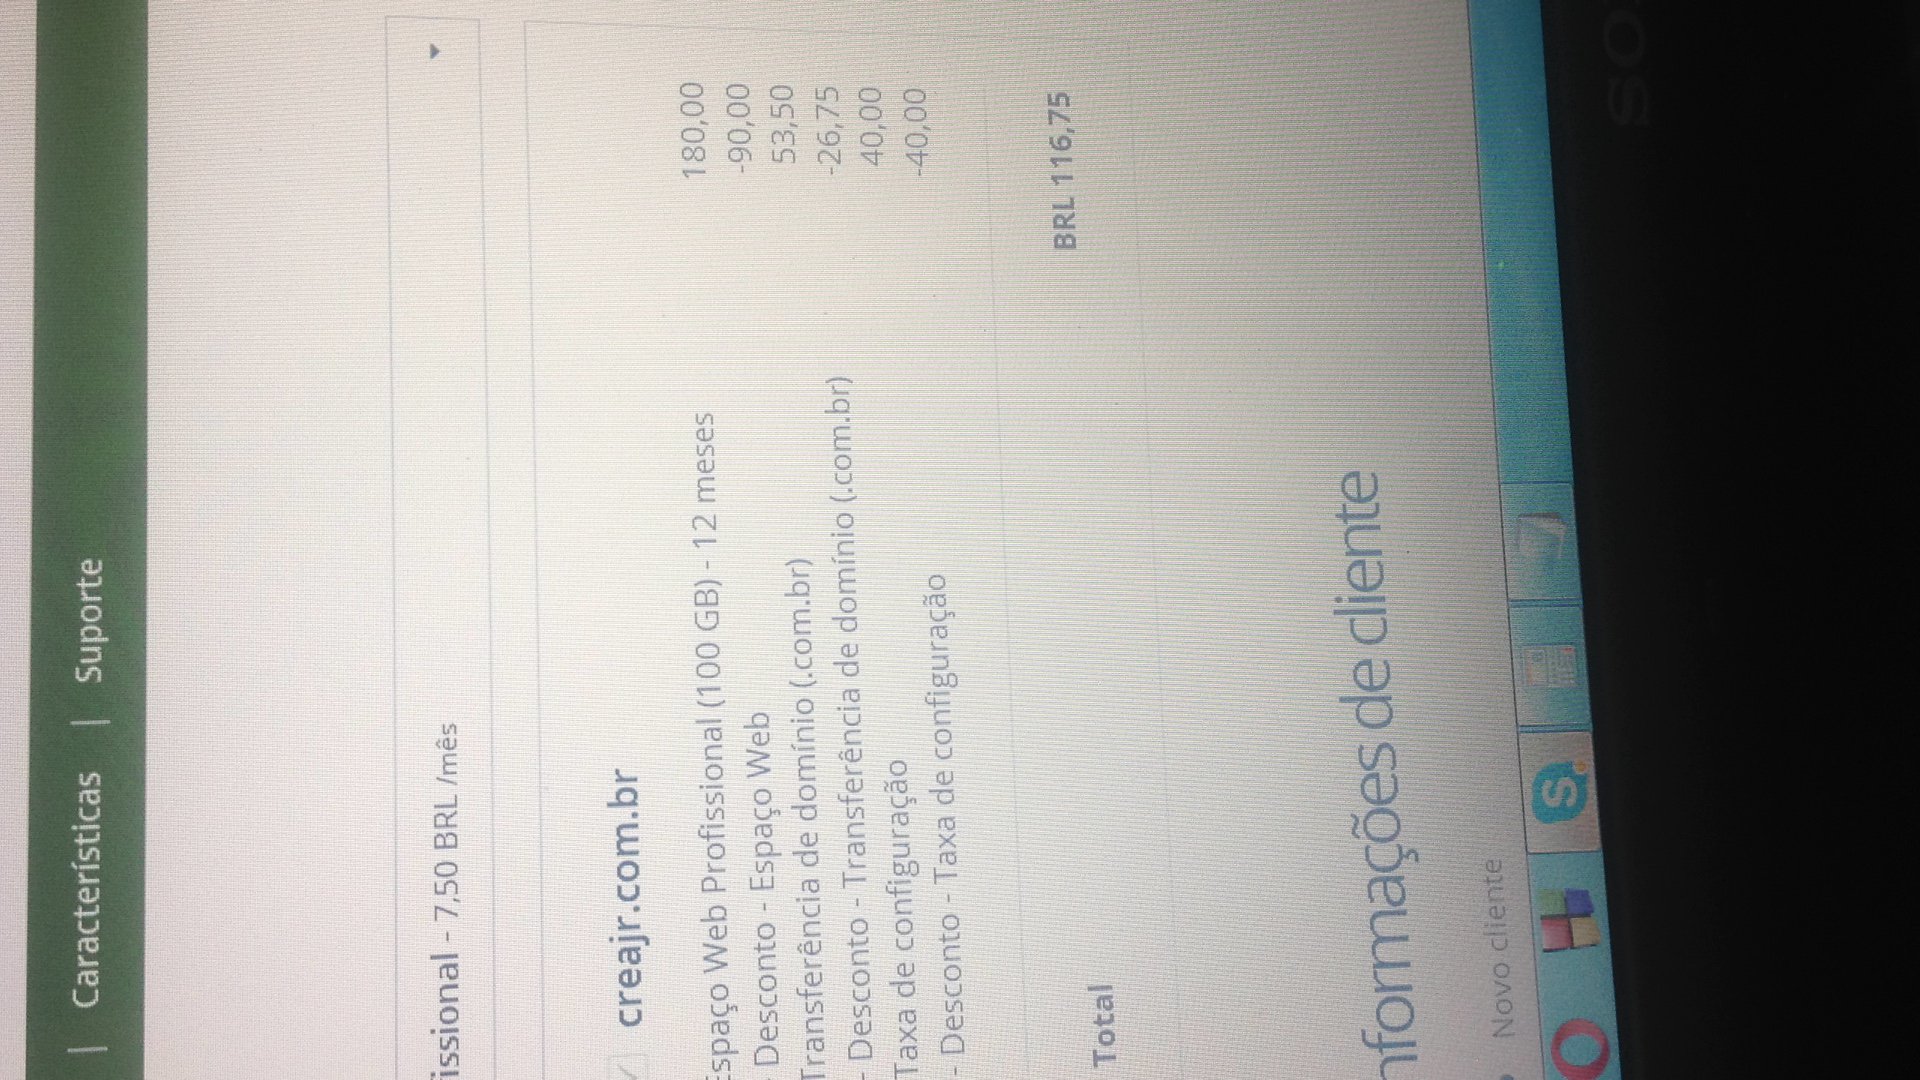 | Características | Suporte
issional - 7,50 BRL /mês
creajr.com.br
Espaço Web Profissional (100 GB) - 12 meses 180,00
- Desconto - Espaço Web -90,00
Transferência de domínio (.com.br) 53,50
- Desconto - Transferência de domínio (.com.br) -26,75
Taxa de configuração 40,00
- Desconto - Taxa de configuração -40,00
Total BRL 116,75
nformações de cliente
Novo cliente